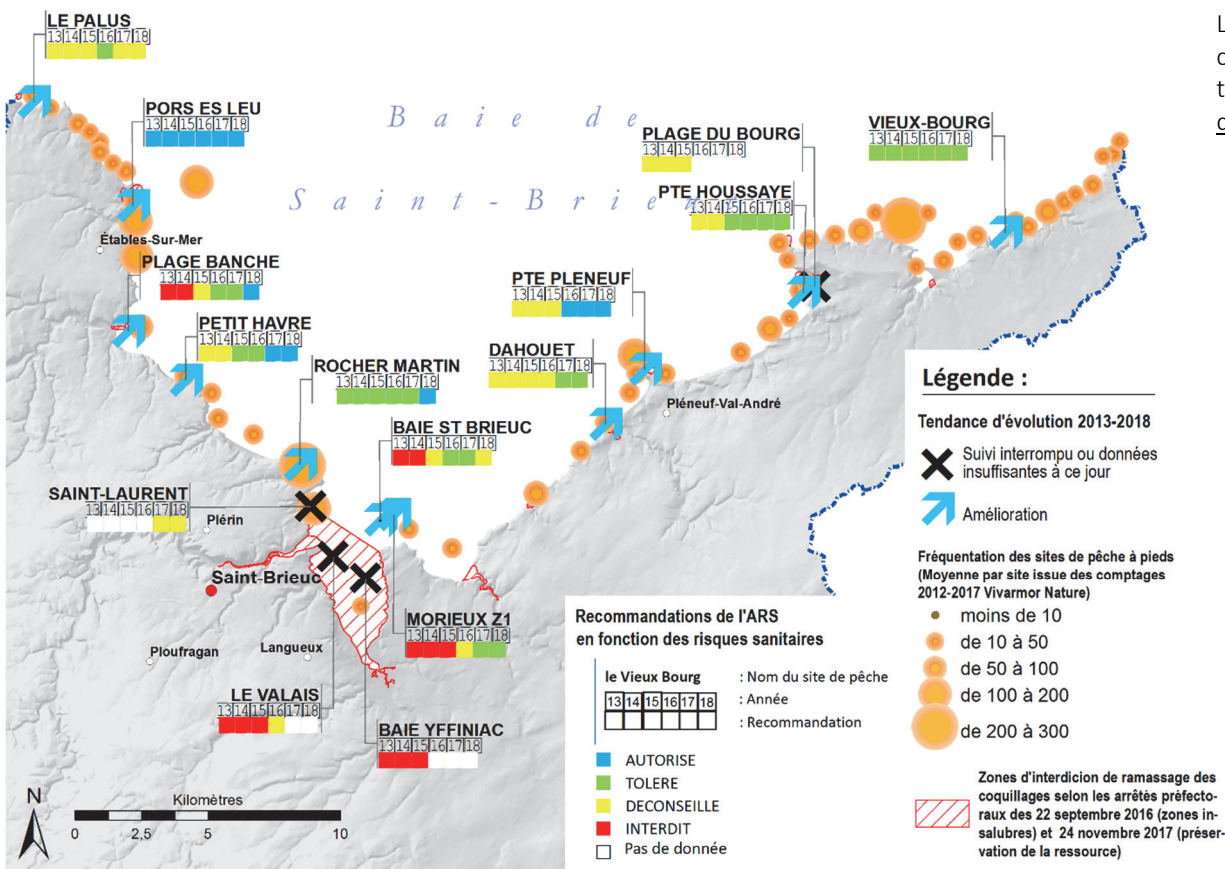 LE PALUS
13 14 15 16 17 18
PORS ES LEU
13 14 15 16 17 18
Baie de
Saint-Brieuc
PLAGE DU BOURG
13 14 15 16 17 18
VIEUX-BOURG
13 14 15 16 17 18
PTE HOUSSAYE
13 14 15 16 17 18
Étables-Sur-Mer
PLAGE BANCHE
13 14 15 16 17 18
PTE PLENEUF
13 14 15 16 17 18
PETIT HAVRE
13 14 15 16 17 18
DAHOUET
13 14 15 16 17 18
ROCHER MARTIN
13 14 15 16 17 18
Pléneuf-Val-André
BAIE ST BRIEUC
13 14 15 16 17 18
SAINT-LAURENT
13 14 15 16 17 18
Plérin
Saint-Brieuc
MORIEUX Z1
13 14 15 16 17 18
Ploufragan
Langueux
LE VALAIS
13 14 15 16 17 18
BAIE YFFINIAC
13 14 15 16 17 18
N
Kilomètres
0 2,5 5 10
Recommandations de l'ARS
en fonction des risques sanitaires
le Vieux Bourg : Nom du site de pêche
13 14 15 16 17 18 : Année
: Recommandation
AUTORISE
TOLERE
DECONSEILLE
INTERDIT
Pas de donnée
Légende :
Tendance d'évolution 2013-2018
Suivi interrompu ou données
insuffisantes à ce jour
Amélioration
Fréquentation des sites de pêche à pieds
(Moyenne par site issue des comptages
2012-2017 Vivarmor Nature)
moins de 10
de 10 à 50
de 50 à 100
de 100 à 200
de 200 à 300
Zones d'interdicion de ramassage des
coquillages selon les arrêtés préfecto-
raux des 22 septembre 2016 (zones in-
salubres) et 24 novembre 2017 (préser-
vation de la ressource)